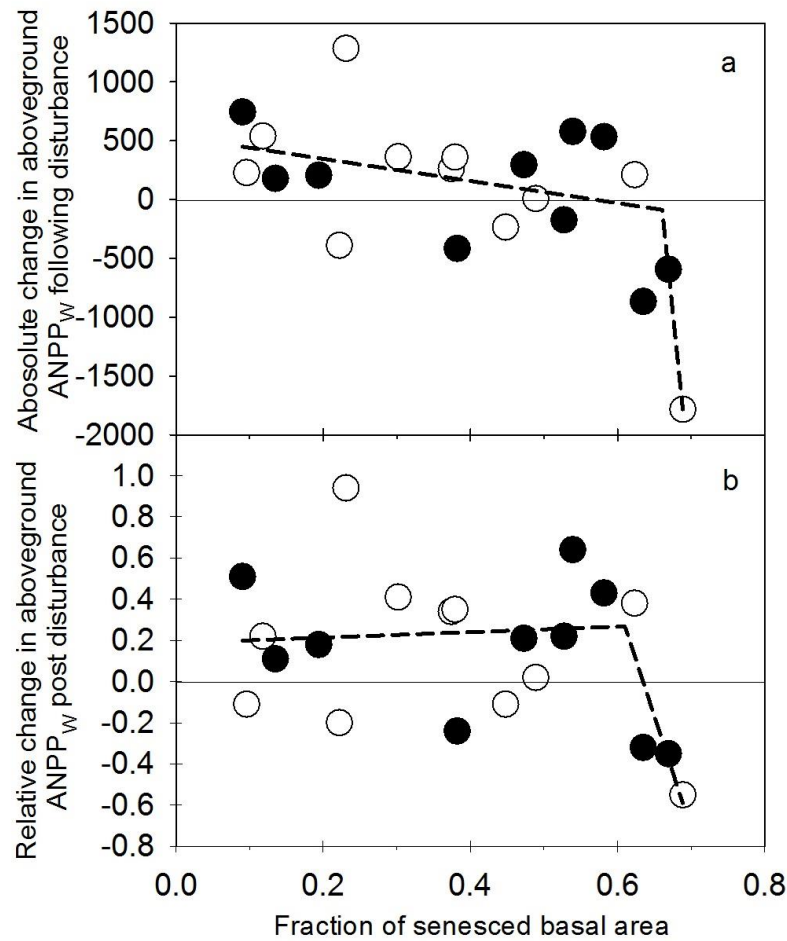 Abosolute change in aboveground
ANPPW following disturbance
1500
1000
500
0
-500
-1000
-1500
-2000
a
Relative change in aboveground
ANPPW post disturbance
1.0
0.8
0.6
0.4
0.2
0.0
-0.2
-0.4
-0.6
-0.8
b
0.0 0.2 0.4 0.6 0.8
Fraction of senesced basal area